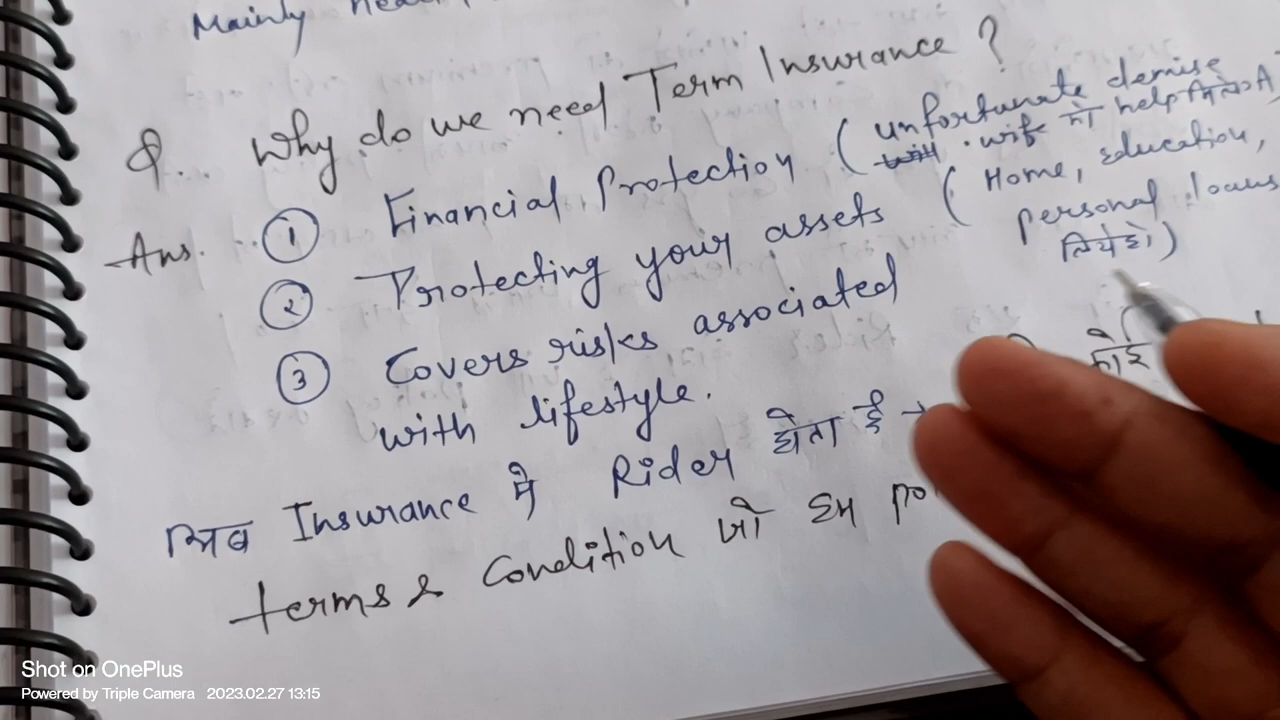 Mainly
Q.. Why do we need Term Insurance ?
Ans. ① Financial Protection ( unfortunate demise
wife को help मिलेगी
② Protecting your assets ( Home, education,
personal loans
लिये हो )
③ Covers risks associated
with lifestyle.
कोई
अब Insurance मे Rider होता है →
terms & Condition जो हम
Shot on OnePlus
Powered by Triple Camera 2023.02.27 13:15